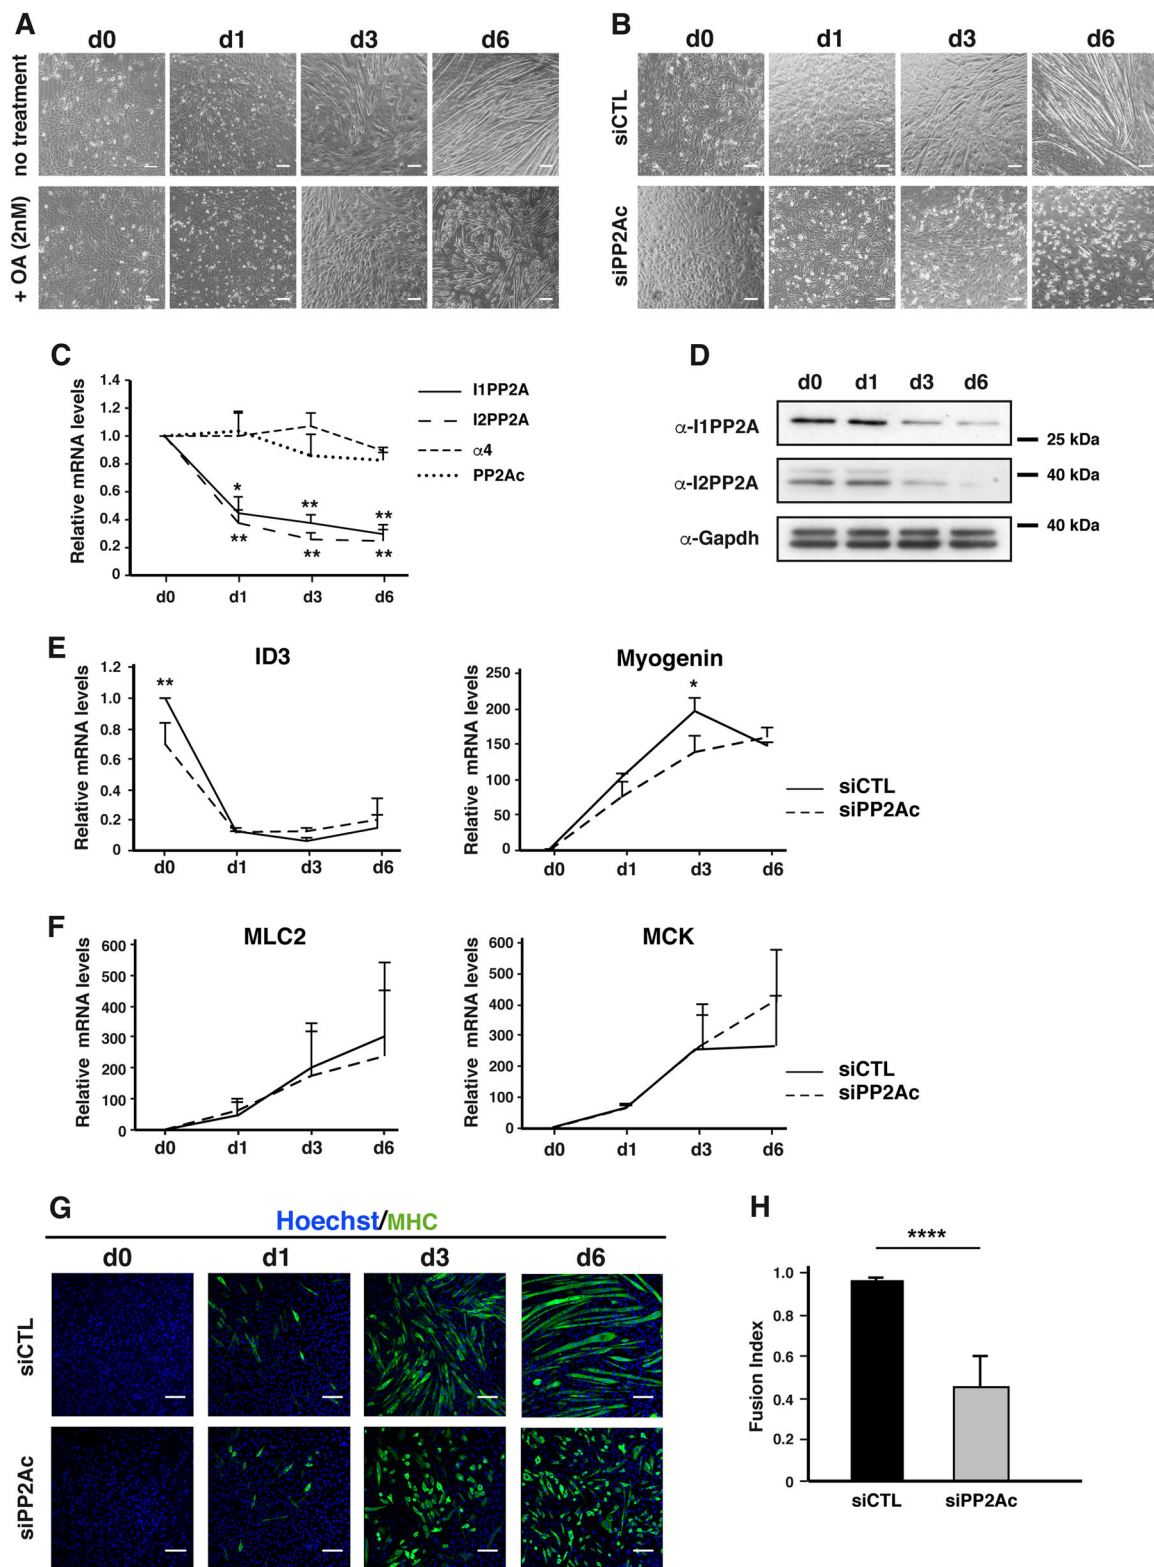 A
d0 d1 d3 d6
no treatment
+ OA (2nM)
B
d0 d1 d3 d6
siCTL
siPP2Ac
C
Relative mRNA levels
1.4
1.2
1.0
0.8
0.6
0.4
0.2
0
* ** **
** ** **
d0 d1 d3 d6
I1PP2A
I2PP2A
α4
PP2Ac
D
d0 d1 d3 d6
α-I1PP2A
25 kDa
α-I2PP2A
40 kDa
α-Gapdh
40 kDa
E
ID3
Relative mRNA levels
1.2
1.0
0.8
0.6
0.4
0.2
0
**
d0 d1 d3 d6
Myogenin
Relative mRNA levels
250
200
150
100
50
0
*
d0 d1 d3 d6
siCTL
siPP2Ac
F
MLC2
Relative mRNA levels
600
500
400
300
200
100
0
d0 d1 d3 d6
MCK
Relative mRNA levels
600
500
400
300
200
100
0
d0 d1 d3 d6
siCTL
siPP2Ac
G
Hoechst/MHC
d0 d1 d3 d6
siCTL
siPP2Ac
H
****
Fusion Index
1.0
0.8
0.6
0.4
0.2
0
siCTL siPP2Ac